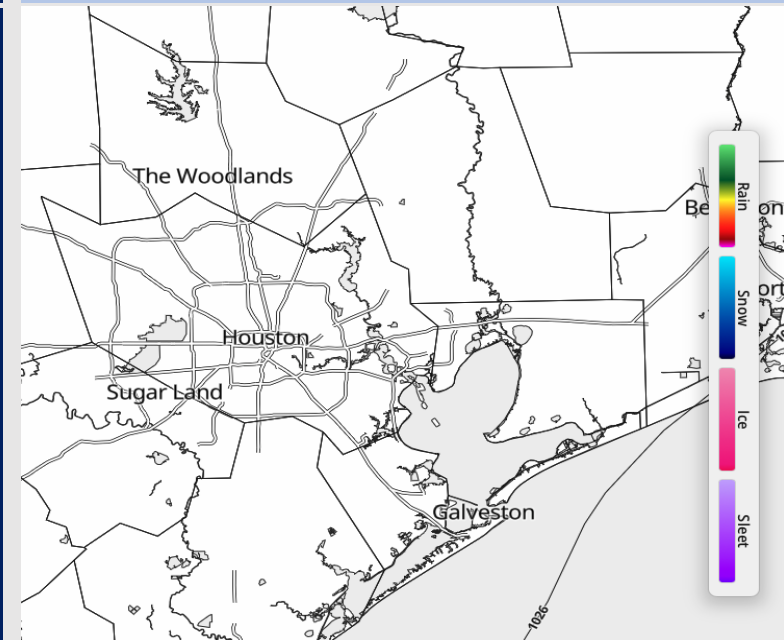 The Woodlands
Rain
Snow
Houston
Sugar Land
Ice
Galveston
Sleet
1026